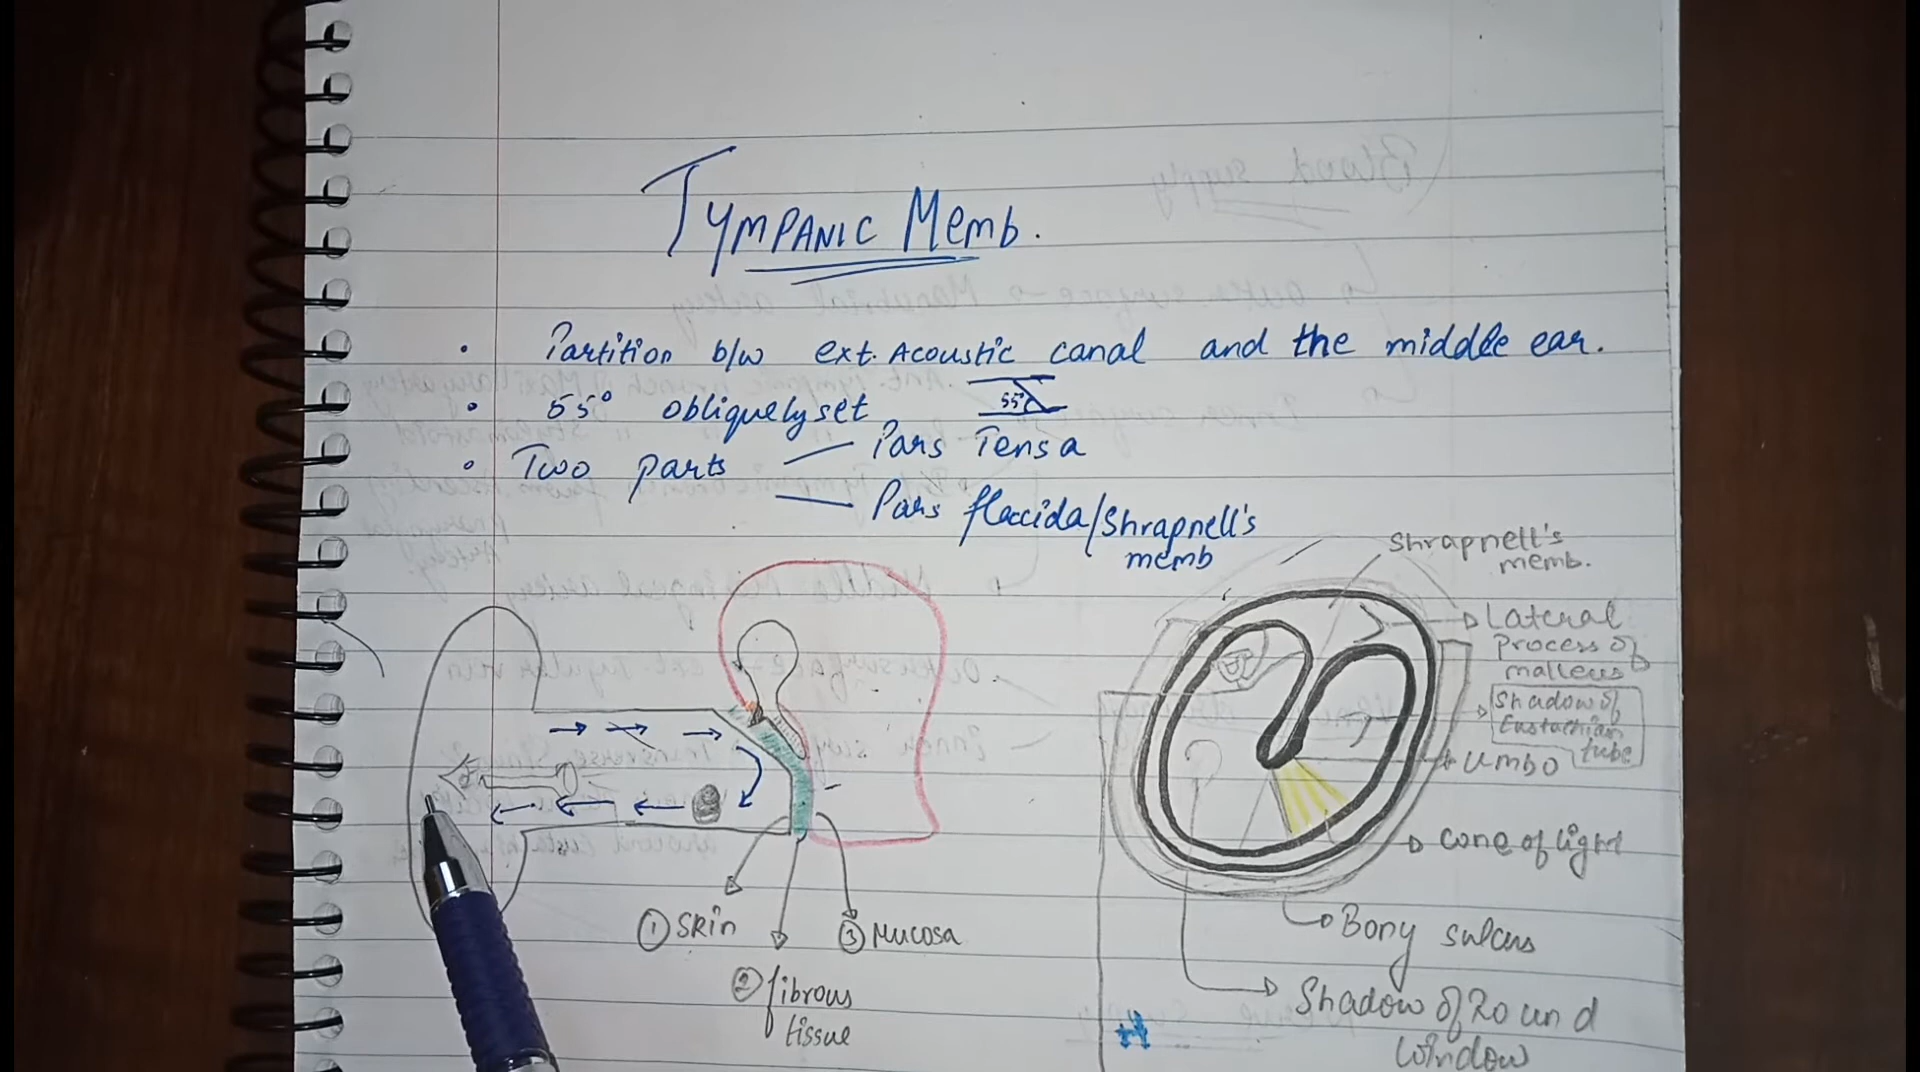 TYMPANIC Memb.
• Partition b/w ext. Acoustic canal and the middle ear.
• 55° obliquely set 55°
• Two parts — Pars Tensa
— Pars flaccida/Shrapnell's
memb
Shrapnell's
memb.
Lateral
process of
malleus
Shadow of
Eustachian
tube
Umbo
cone of light
Bony sulcus
Shadow of Round
Window
① Skin
② fibrous
tissue
③ Mucosa